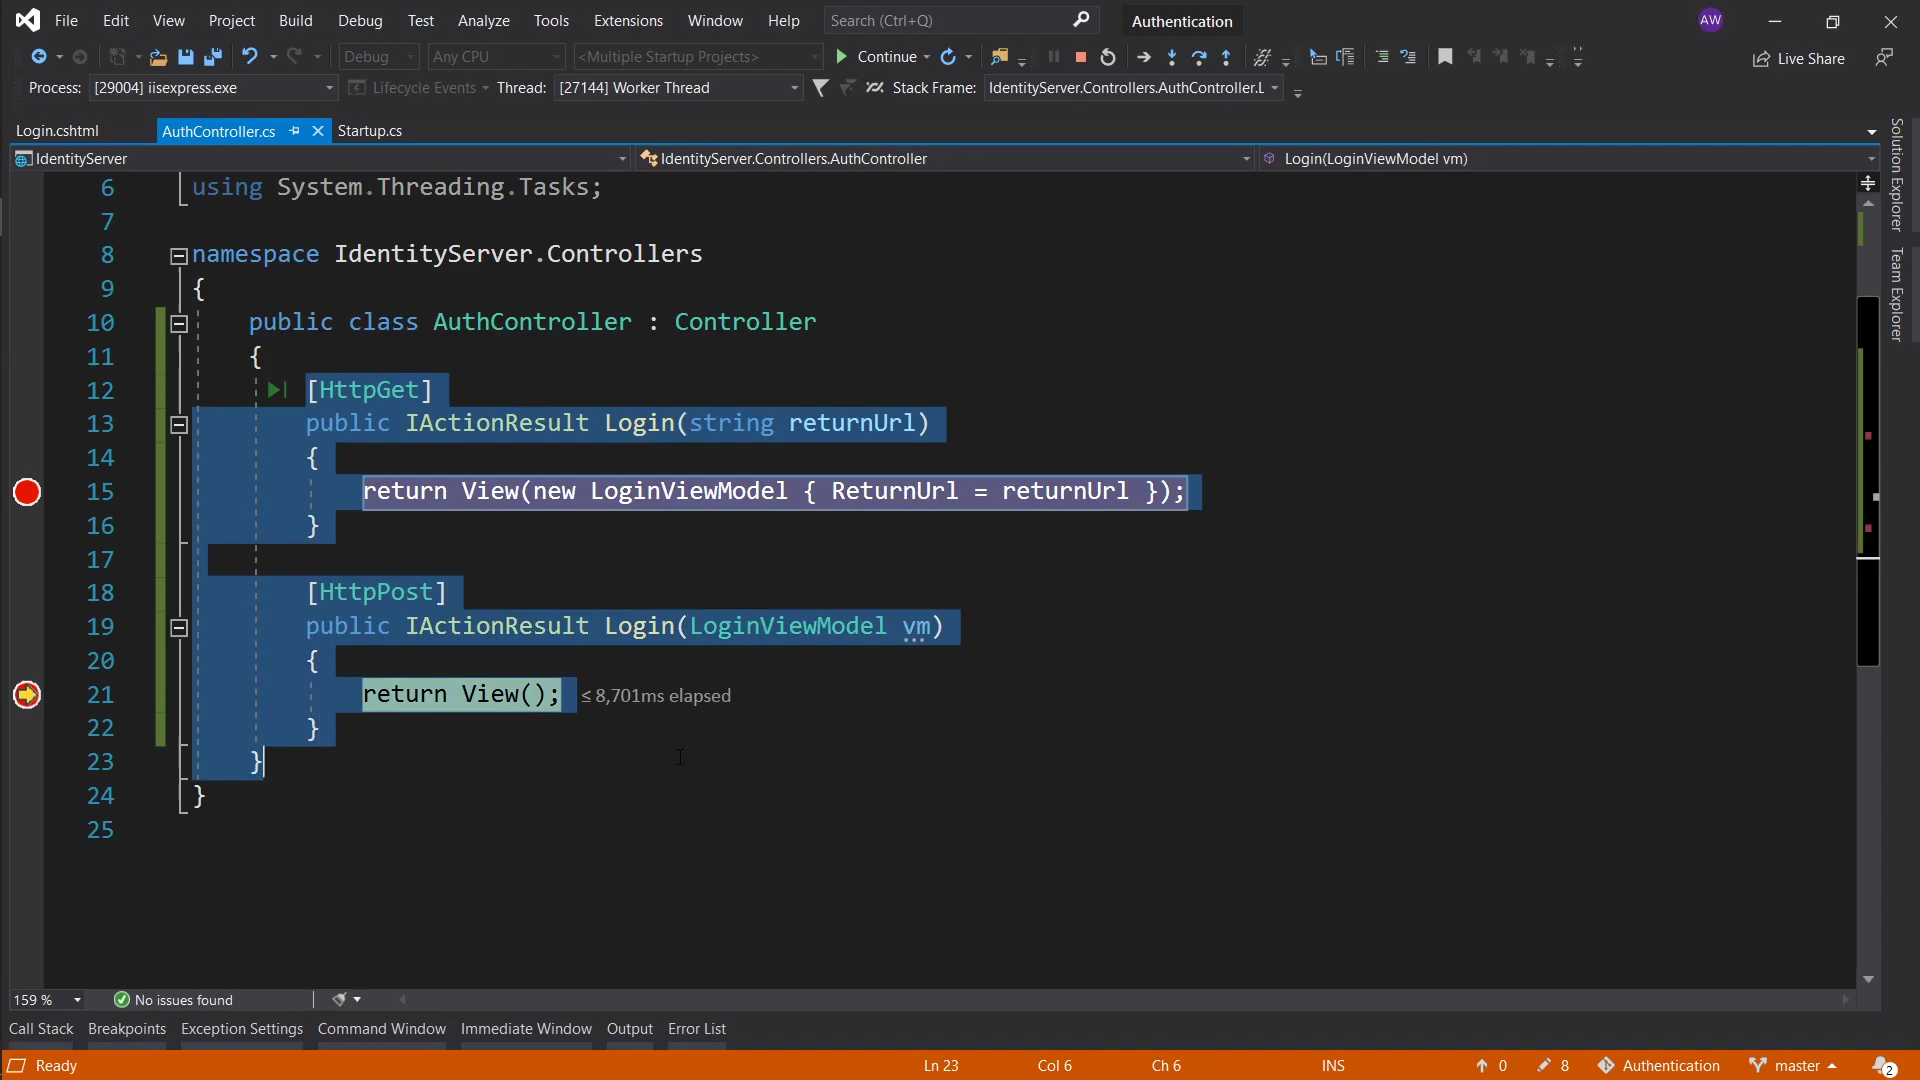 File Edit View Project Build Debug Test Analyze Tools Extensions Window Help Search (Ctrl+Q) Authentication AW
Debug Any CPU <Multiple Startup Projects> Continue Live Share
Process: [29004] iisexpress.exe Lifecycle Events Thread: [27144] Worker Thread Stack Frame: IdentityServer.Controllers.AuthController.L
Login.cshtml AuthController.cs Startup.cs
IdentityServer IdentityServer.Controllers.AuthController Login(LoginViewModel vm)
6 using System.Threading.Tasks;
7
8 namespace IdentityServer.Controllers
9 {
10 public class AuthController : Controller
11 {
12 [HttpGet]
13 public IActionResult Login(string returnUrl)
14 {
15 return View(new LoginViewModel { ReturnUrl = returnUrl });
16 }
17
18 [HttpPost]
19 public IActionResult Login(LoginViewModel vm)
20 {
21 return View(); ≤ 8,701ms elapsed
22 }
23 }
24 }
25
Solution Explorer
Team Explorer
159 % No issues found
Call Stack Breakpoints Exception Settings Command Window Immediate Window Output Error List
Ready Ln 23 Col 6 Ch 6 INS 0 8 Authentication master 2